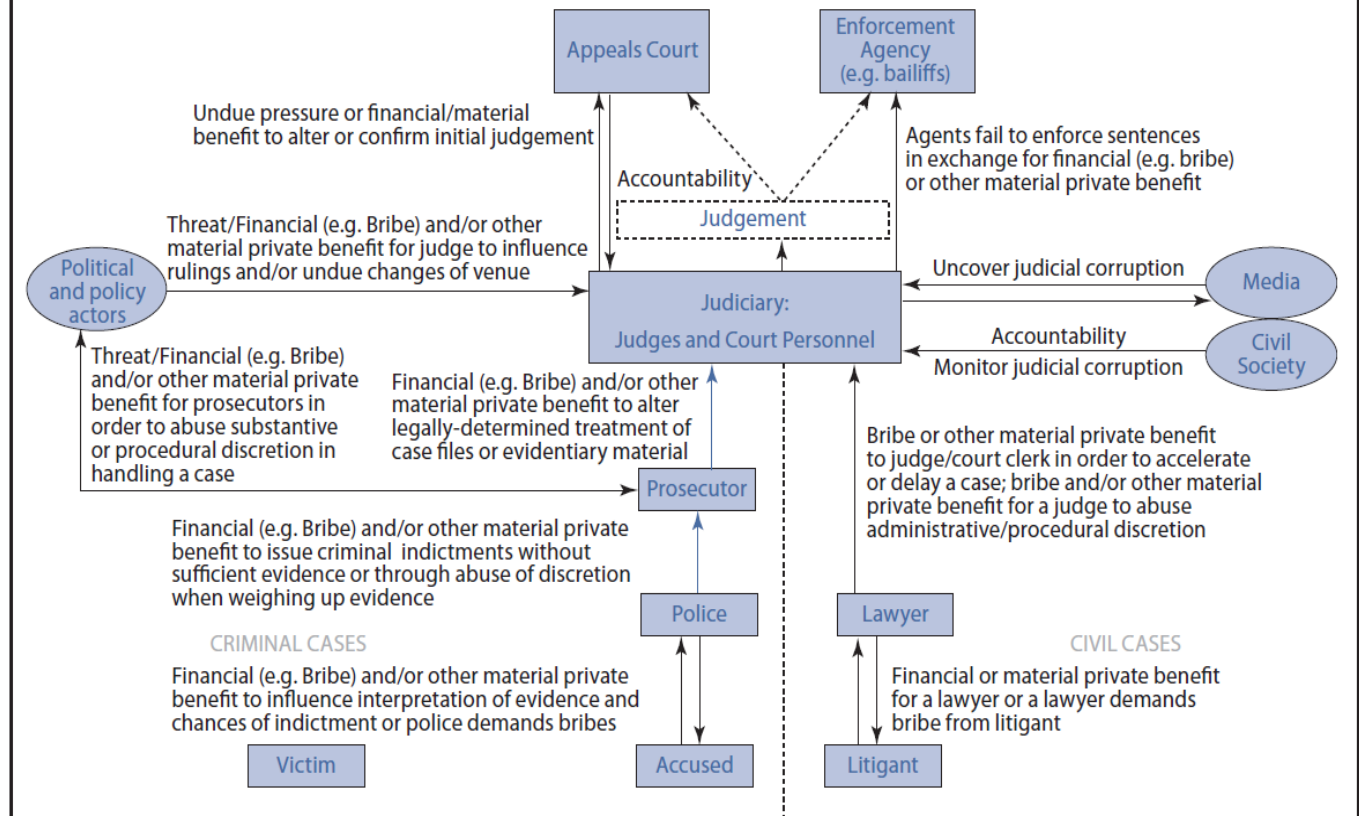 Appeals Court
Enforcement
Agency
(e.g. bailiffs)
Undue pressure or financial/material
benefit to alter or confirm initial judgement
Agents fail to enforce sentences
in exchange for financial (e.g. bribe)
or other material private benefit
Accountability
Judgement
Threat/Financial (e.g. Bribe) and/or other
material private benefit for judge to influence
rulings and/or undue changes of venue
Political
and policy
actors
Judiciary:
Judges and Court Personnel
Uncover judicial corruption
Media
Accountability
Monitor judicial corruption
Civil
Society
Threat/Financial (e.g. Bribe)
and/or other material private
benefit for prosecutors in
order to abuse substantive
or procedural discretion in
handling a case
Financial (e.g. Bribe) and/or other
material private benefit to alter
legally-determined treatment of
case files or evidentiary material
Bribe or other material private benefit
to judge/court clerk in order to accelerate
or delay a case; bribe and/or other material
private benefit for a judge to abuse
administrative/procedural discretion
Prosecutor
Financial (e.g. Bribe) and/or other material private
benefit to issue criminal indictments without
sufficient evidence or through abuse of discretion
when weighing up evidence
Police
Lawyer
CRIMINAL CASES
CIVIL CASES
Financial (e.g. Bribe) and/or other material private
benefit to influence interpretation of evidence and
chances of indictment or police demands bribes
Financial or material private benefit
for a lawyer or a lawyer demands
bribe from litigant
Victim
Accused
Litigant